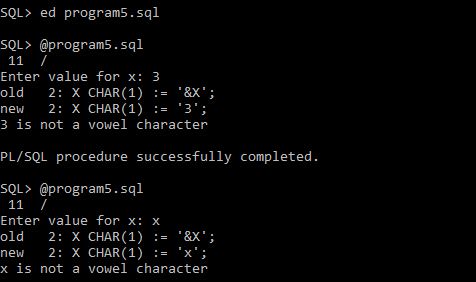 SQL> ed program5.sql
SQL> @program5.sql
 11  /
Enter value for x: 3
old   2: X CHAR(1) := '&X';
new   2: X CHAR(1) := '3';
3 is not a vowel character
PL/SQL procedure successfully completed.
SQL> @program5.sql
 11  /
Enter value for x: x
old   2: X CHAR(1) := '&X';
new   2: X CHAR(1) := 'x';
x is not a vowel character